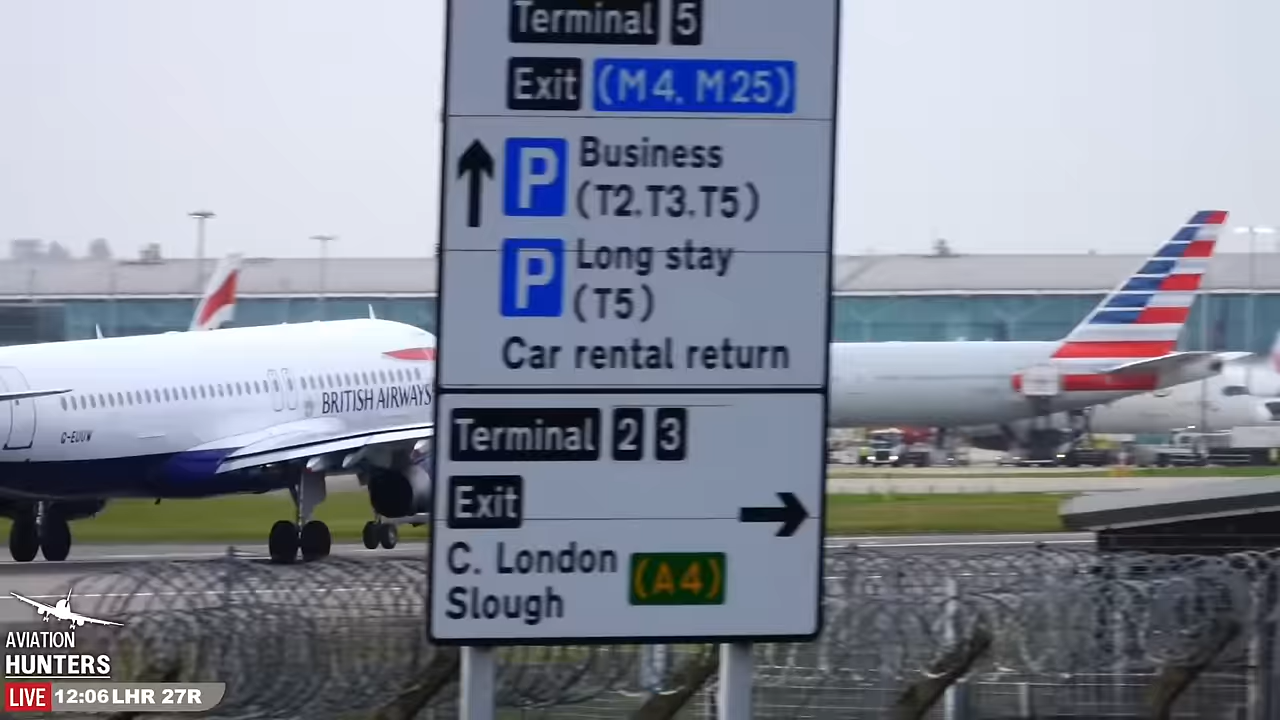 Terminal 5
Exit (M4, M25)
P Business
(T2, T3, T5)
P Long stay
(T5)
Car rental return
Terminal 2 3
Exit
C. London (A4)
Slough
BRITISH AIRWAYS
G-EUUW
AVIATION
HUNTERS
LIVE 12:06 LHR 27R